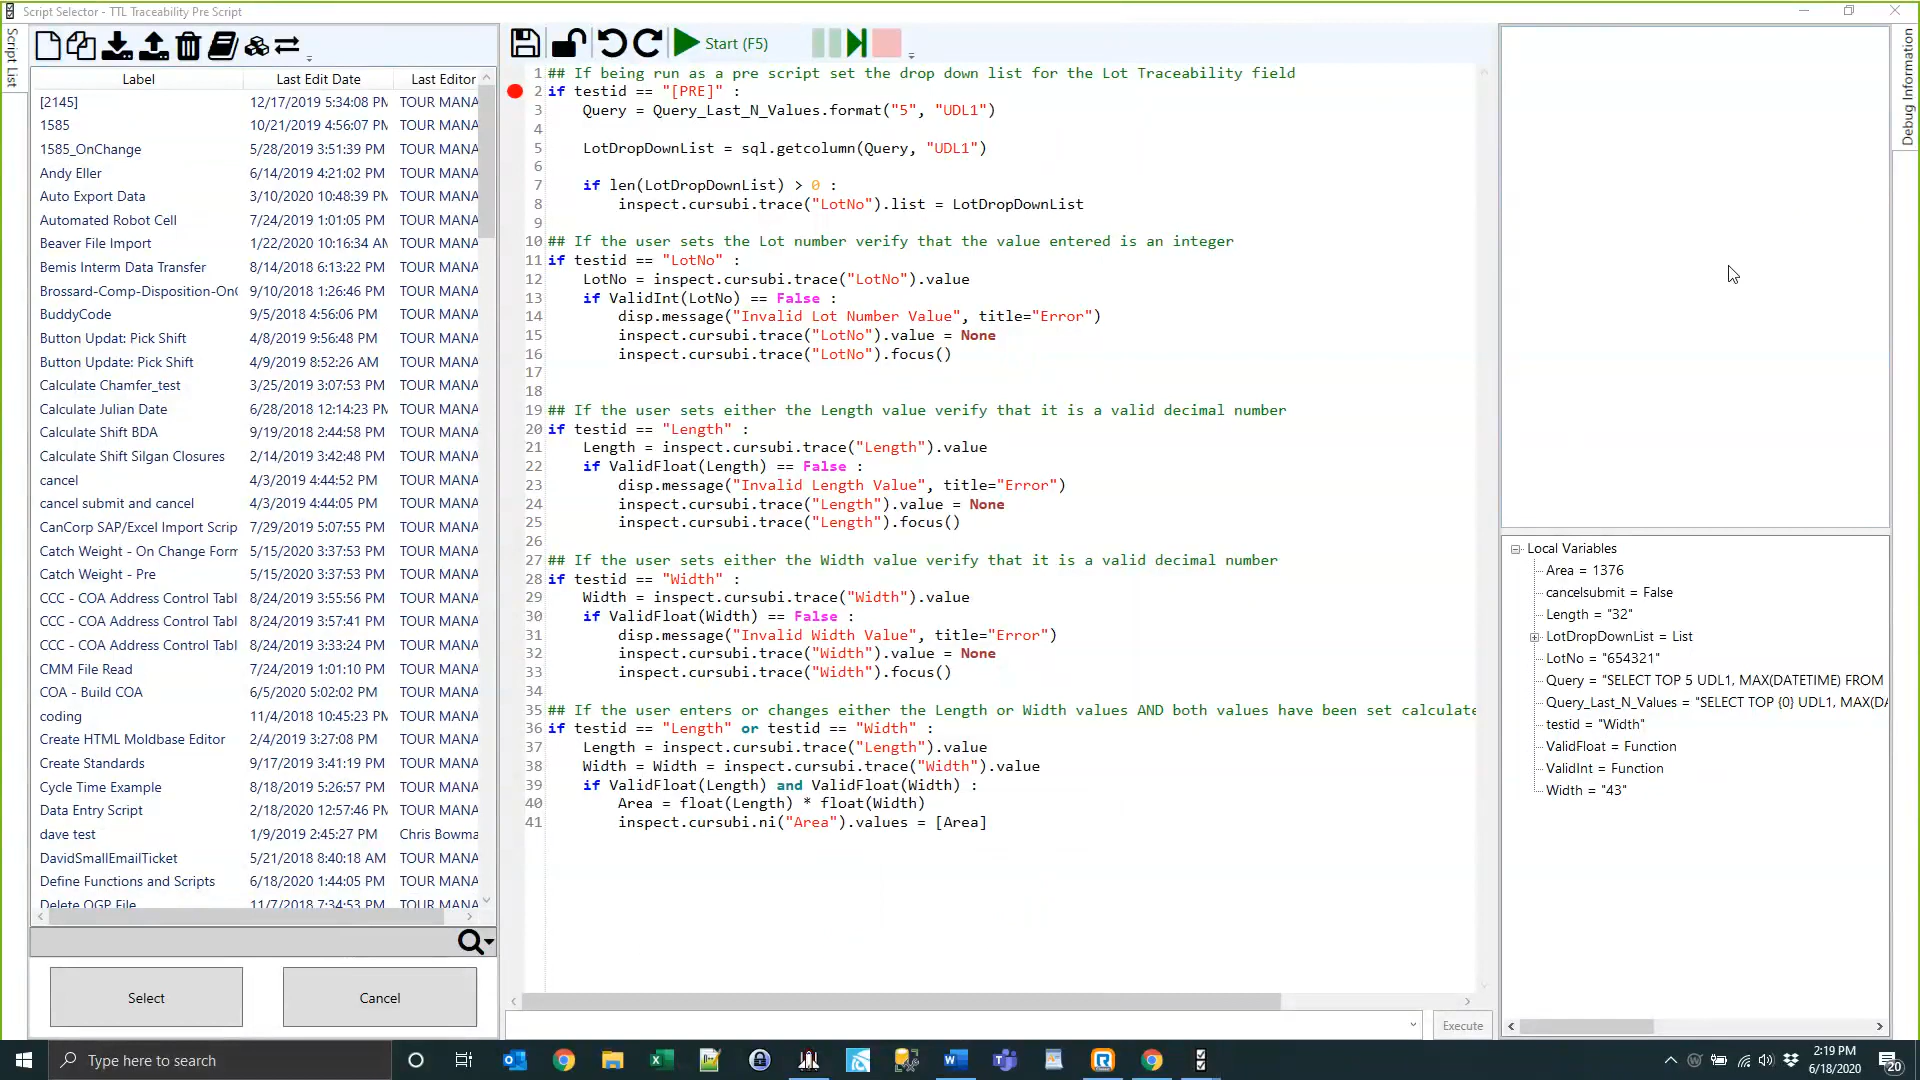 Script Selector - TTL Traceability Pre Script
Script List
Label Last Edit Date Last Editor
[2145] 12/17/2019 5:34:08 PM TOUR MANA
1585 10/21/2019 4:56:07 PM TOUR MANA
1585_OnChange 5/28/2019 3:51:39 PM TOUR MANA
Andy Eller 6/14/2019 4:21:02 PM TOUR MANA
Auto Export Data 3/10/2020 10:48:39 PM TOUR MANA
Automated Robot Cell 7/24/2019 1:01:05 PM TOUR MANA
Beaver File Import 1/22/2020 10:16:34 AM TOUR MANA
Bemis Interm Data Transfer 8/14/2018 6:13:22 PM TOUR MANA
Brossard-Comp-Disposition-OnC 9/10/2018 1:26:46 PM TOUR MANA
BuddyCode 9/5/2018 4:56:06 PM TOUR MANA
Button Updat: Pick Shift 4/8/2019 9:56:48 PM TOUR MANA
Button Update: Pick Shift 4/9/2019 8:52:26 AM TOUR MANA
Calculate Chamfer_test 3/25/2019 3:07:53 PM TOUR MANA
Calculate Julian Date 6/28/2018 12:14:23 PM TOUR MANA
Calculate Shift BDA 9/19/2018 2:44:58 PM TOUR MANA
Calculate Shift Silgan Closures 2/14/2019 3:42:48 PM TOUR MANA
cancel 4/3/2019 4:44:52 PM TOUR MANA
cancel submit and cancel 4/3/2019 4:44:05 PM TOUR MANA
CanCorp SAP/Excel Import Scrip 7/29/2019 5:07:55 PM TOUR MANA
Catch Weight - On Change Form 5/15/2020 3:37:53 PM TOUR MANA
Catch Weight - Pre 5/15/2020 3:37:53 PM TOUR MANA
CCC - COA Address Control Tabl 8/24/2019 3:55:56 PM TOUR MANA
CCC - COA Address Control Tabl 8/24/2019 3:57:41 PM TOUR MANA
CCC - COA Address Control Tabl 8/24/2019 3:33:24 PM TOUR MANA
CMM File Read 7/24/2019 1:01:10 PM TOUR MANA
COA - Build COA 6/5/2020 5:02:02 PM TOUR MANA
coding 11/4/2018 10:45:23 PM TOUR MANA
Create HTML Moldbase Editor 2/4/2019 3:27:08 PM TOUR MANA
Create Standards 9/17/2019 3:41:19 PM TOUR MANA
Cycle Time Example 8/18/2019 5:26:57 PM TOUR MANA
Data Entry Script 2/18/2020 12:57:46 PM TOUR MANA
dave test 1/9/2019 2:45:27 PM Chris Bowma
DavidSmallEmailTicket 5/21/2018 8:40:18 AM TOUR MANA
Define Functions and Scripts 6/18/2020 1:44:05 PM TOUR MANA
Delete OGP File 11/7/2018 7:34:53 PM TOUR MANA
Select Cancel
Start (F5)
1 ## If being run as a pre script set the drop down list for the Lot Traceability field
2 if testid == "[PRE]" :
3 Query = Query_Last_N_Values.format("5", "UDL1")
4
5 LotDropDownList = sql.getcolumn(Query, "UDL1")
6
7 if len(LotDropDownList) > 0 :
8 inspect.cursubi.trace("LotNo").list = LotDropDownList
9
10 ## If the user sets the Lot number verify that the value entered is an integer
11 if testid == "LotNo" :
12 LotNo = inspect.cursubi.trace("LotNo").value
13 if ValidInt(LotNo) == False :
14 disp.message("Invalid Lot Number Value", title="Error")
15 inspect.cursubi.trace("LotNo").value = None
16 inspect.cursubi.trace("LotNo").focus()
17
18
19 ## If the user sets either the Length value verify that it is a valid decimal number
20 if testid == "Length" :
21 Length = inspect.cursubi.trace("Length").value
22 if ValidFloat(Length) == False :
23 disp.message("Invalid Length Value", title="Error")
24 inspect.cursubi.trace("Length").value = None
25 inspect.cursubi.trace("Length").focus()
26
27 ## If the user sets either the Width value verify that it is a valid decimal number
28 if testid == "Width" :
29 Width = inspect.cursubi.trace("Width").value
30 if ValidFloat(Width) == False :
31 disp.message("Invalid Width Value", title="Error")
32 inspect.cursubi.trace("Width").value = None
33 inspect.cursubi.trace("Width").focus()
34
35 ## If the user enters or changes either the Length or Width values AND both values have been set calculate
36 if testid == "Length" or testid == "Width" :
37 Length = inspect.cursubi.trace("Length").value
38 Width = Width = inspect.cursubi.trace("Width").value
39 if ValidFloat(Length) and ValidFloat(Width) :
40 Area = float(Length) * float(Width)
41 inspect.cursubi.ni("Area").values = [Area]
Execute
Debug Information
Local Variables
Area = 1376
cancelsubmit = False
Length = "32"
LotDropDownList = List
LotNo = "654321"
Query = "SELECT TOP 5 UDL1, MAX(DATETIME) FROM
Query_Last_N_Values = "SELECT TOP {0} UDL1, MAX(DA
testid = "Width"
ValidFloat = Function
ValidInt = Function
Width = "43"
Type here to search
2:19 PM
6/18/2020
20